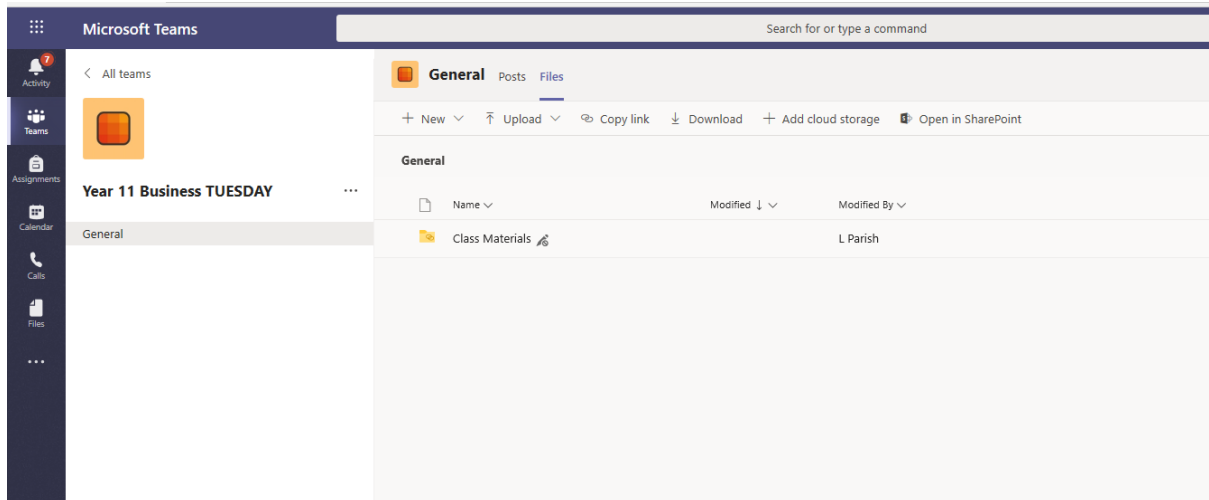 Microsoft Teams
Search for or type a command
7
Activity
Teams
Assignments
Calendar
Calls
Files
All teams
Year 11 Business TUESDAY
General
General Posts Files
New Upload Copy link Download Add cloud storage Open in SharePoint
General
Name Modified Modified By
Class Materials L Parish